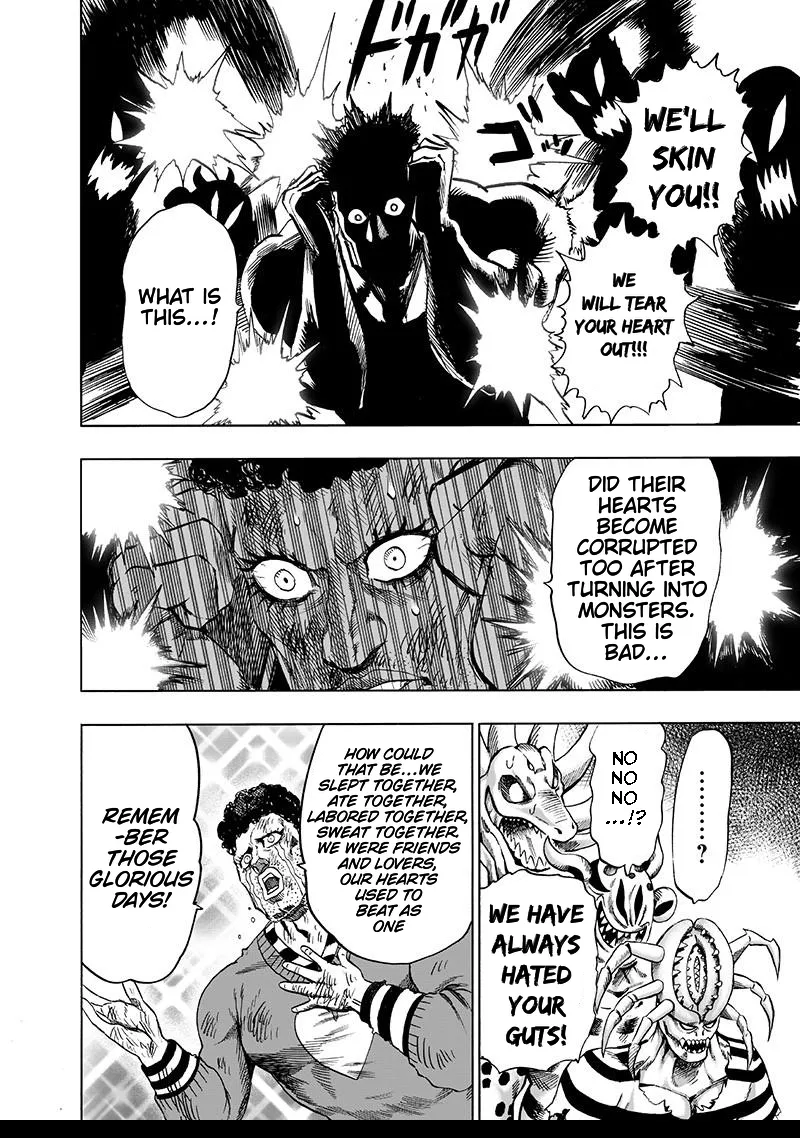 ドガガ
ゴ
WE'LL
SKIN
YOU!!
WE
WILL TEAR
YOUR HEART
OUT!!!
WHAT IS
THIS...!
DID THEIR
HEARTS
BECOME
CORRUPTED
TOO AFTER
TURNING INTO
MONSTERS.
THIS IS
BAD...
........?
NO
NO
NO
...!?
WE HAVE
ALWAYS
HATED
YOUR
GUTS!
HOW COULD
THAT BE...WE
SLEPT TOGETHER,
ATE TOGETHER,
LABORED TOGETHER,
SWEAT TOGETHER
WE WERE FRIENDS
AND LOVERS,
OUR HEARTS
USED TO
BEAT AS
ONE
REMEM
-BER
THOSE
GLORIOUS
DAYS!